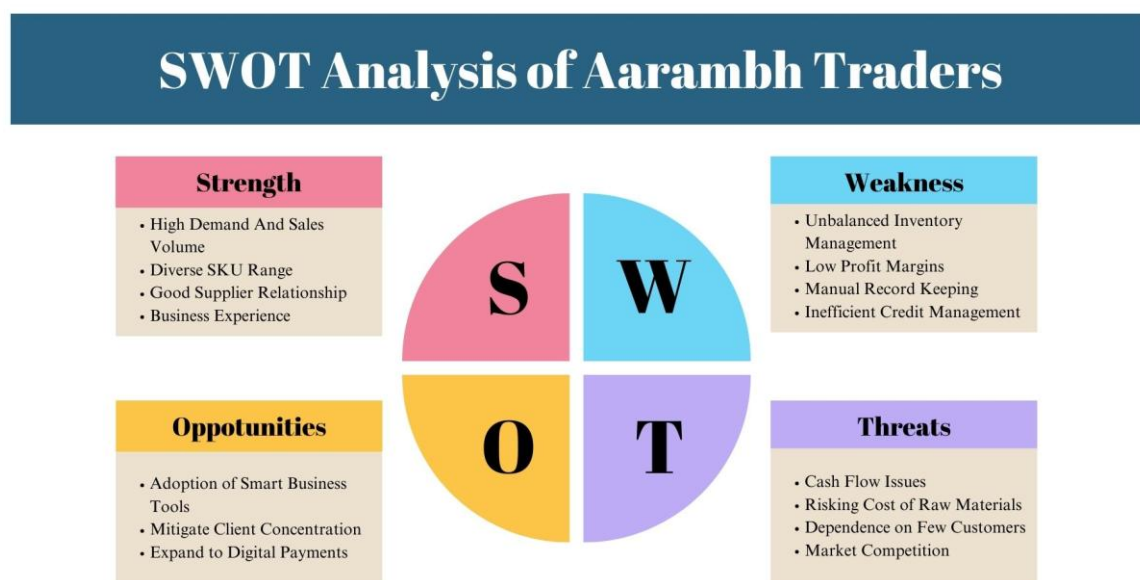 SWOT Analysis of Aarambh Traders
Strength
• High Demand And Sales
Volume
• Diverse SKU Range
• Good Supplier Relationship
• Business Experience
S
W
Weakness
• Unbalanced Inventory
Management
• Low Profit Margins
• Manual Record Keeping
• Inefficient Credit Management
Oppotunities
• Adoption of Smart Business
Tools
• Mitigate Client Concentration
• Expand to Digital Payments
O
T
Threats
• Cash Flow Issues
• Risking Cost of Raw Materials
• Dependence on Few Customers
• Market Competition